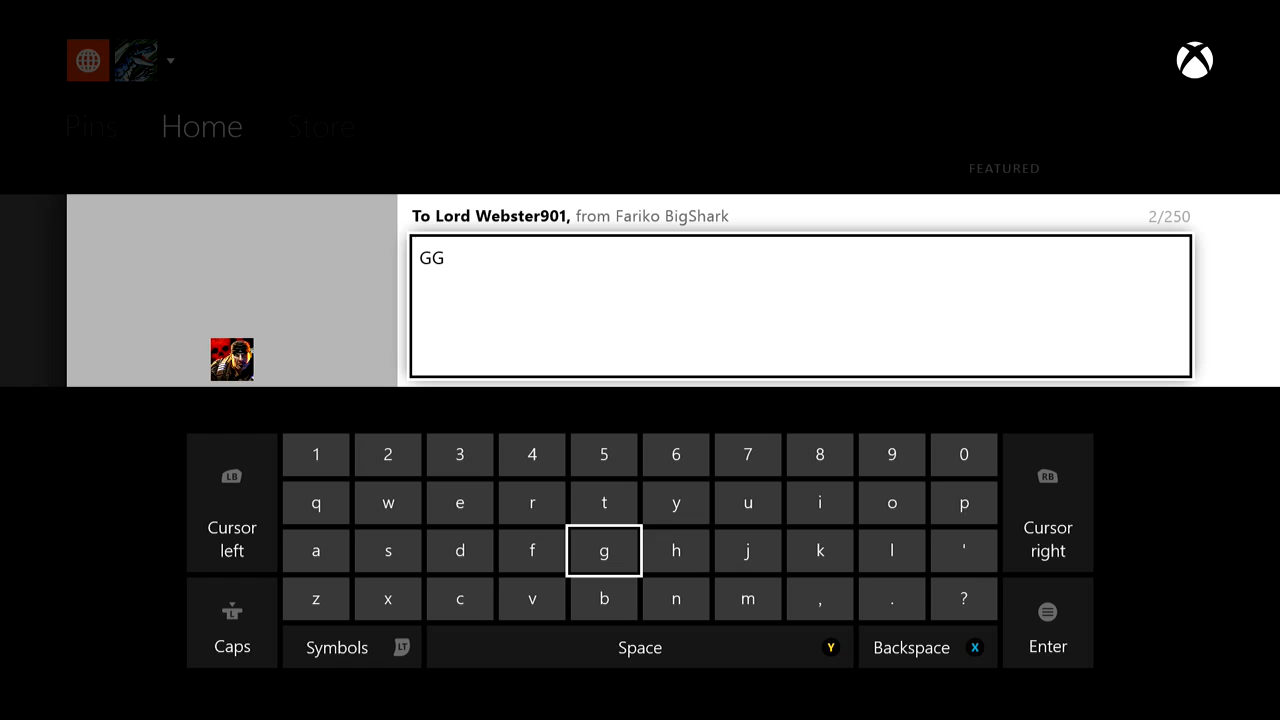 Pins Home Store
FEATURED
To Lord Webster901, from Fariko BigShark 2/250
GG
1 2 3 4 5 6 7 8 9 0
LB RB
q w e r t y u i o p
Cursor left
Cursor right
a s d f g h j k l '
z x c v b n m , . ?
L
Caps Symbols LT Space Y Backspace X Enter